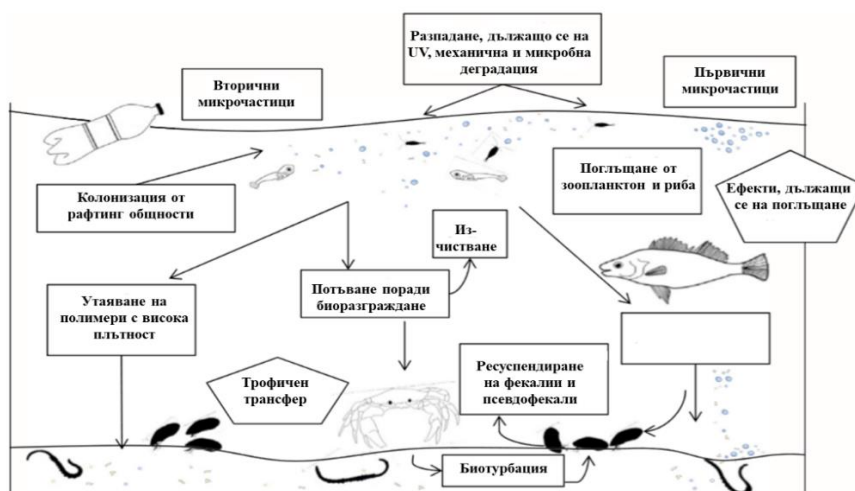 Разпадане, дължащо се на
UV, механична и микробна
деградация
Вторични
микрочастици
Първични
микрочастици
Колонизация от
рафтинг общности
Поглъщане от
зоопланктон и риба
Ефекти, дължащи
се на поглъщане
Из-
чистване
Утаяване на
полимери с висока
плътност
Потъване поради
биоразграждане
Трофичен
трансфер
Ресуспендиране
на фекалии и
псевдофекали
Биотурбация